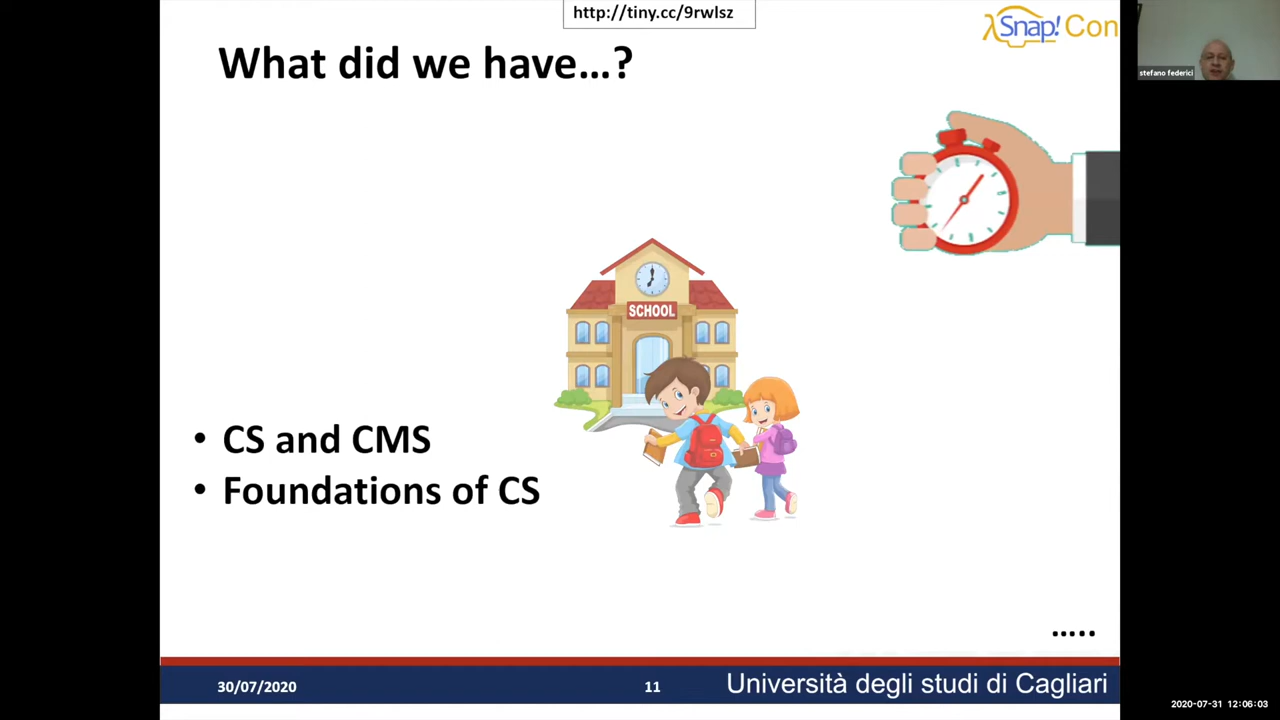 http://tiny.cc/9rwlsz
λSnap! Con
stefano federici
What did we have…?
SCHOOL
• CS and CMS
• Foundations of CS
.....
30/07/2020
11
Università degli studi di Cagliari
2020-07-31 12:06:03